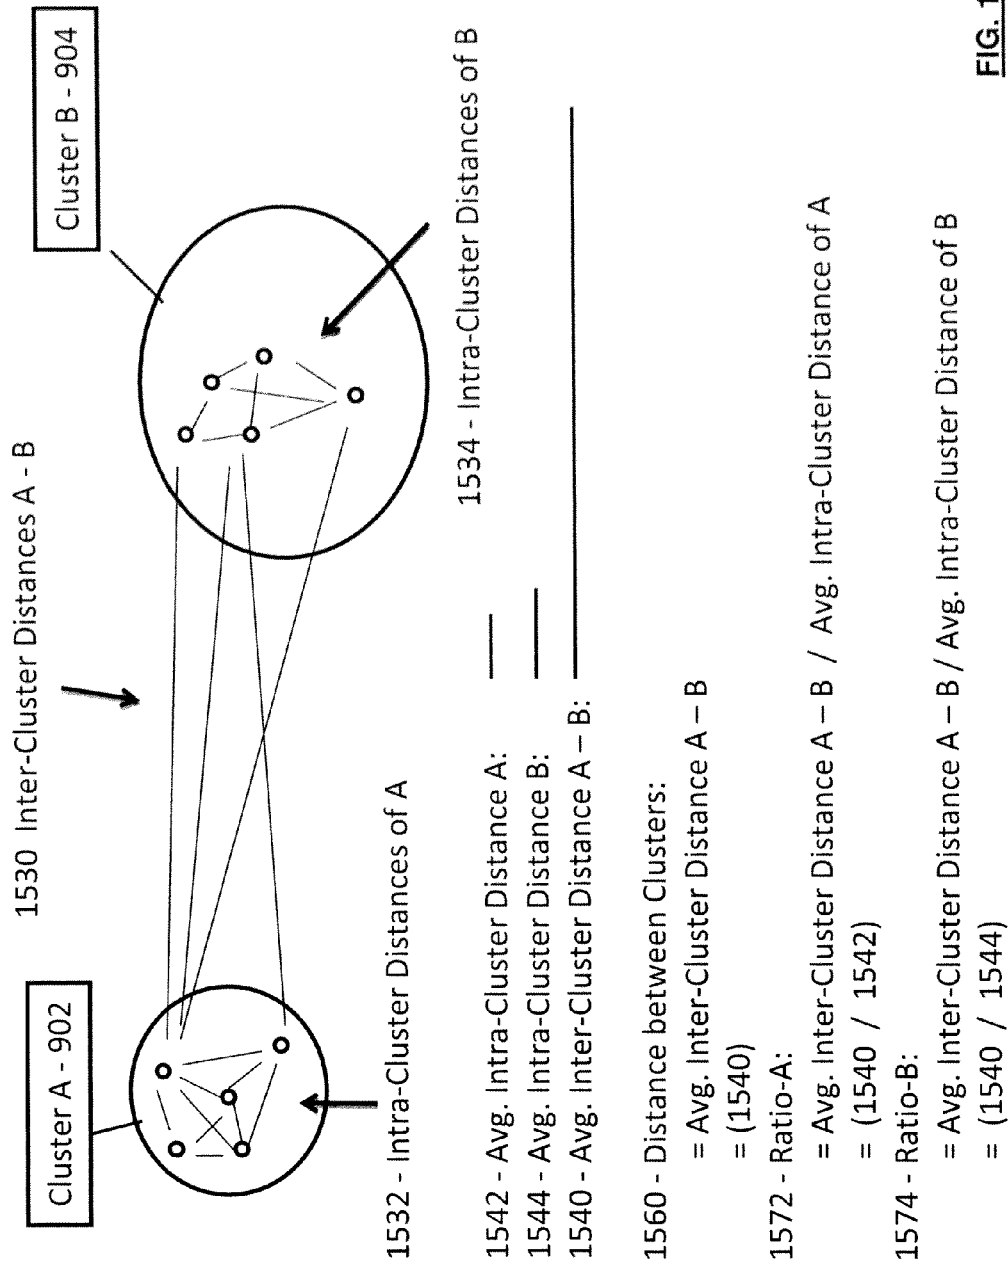 1530 Inter-Cluster Distances A - B
Cluster A - 902
Cluster B - 904
1532 - Intra-Cluster Distances of A
1534 - Intra-Cluster Distances of B
1542 - Avg. Intra-Cluster Distance A:
1544 - Avg. Intra-Cluster Distance B:
1540 - Avg. Inter-Cluster Distance A – B:
1560 - Distance between Clusters:
= Avg. Inter-Cluster Distance A – B
= (1540)
1572 - Ratio-A:
= Avg. Inter-Cluster Distance A – B / Avg. Intra-Cluster Distance of A
= (1540 / 1542)
1574 - Ratio-B:
= Avg. Inter-Cluster Distance A – B / Avg. Intra-Cluster Distance of B
= (1540 / 1544)
FIG. 1